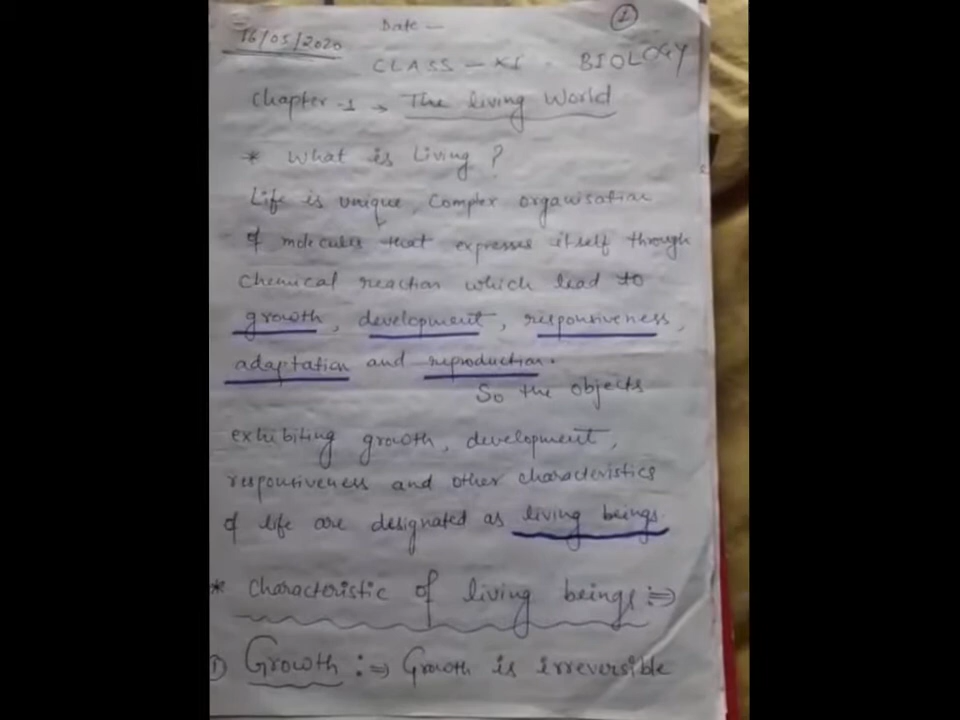 Date —
①
16/05/2020
CLASS — XI . BIOLOGY
Chapter -1 → The living World
* What is Living ?
Life is unique, Complex organisation
of molecules that expresses itself through
chemical reaction which lead to
growth, development, responsiveness,
adaptation and reproduction.
So the objects
exhibiting growth, development,
responsiveness and other characteristics
of life are designated as living beings.
* Characteristic of living beings :⇒
① Growth :⇒ Growth is irreversible